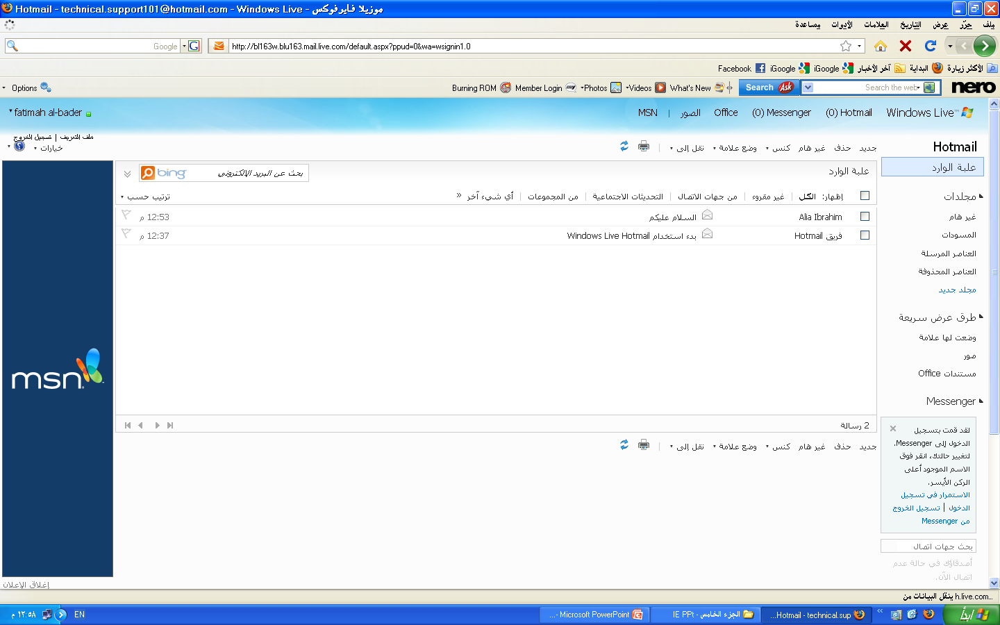 Hotmail - technical.support101@hotmail.com - Windows Live - موزيلا فايرفوكس
ملف حرّر عرض التاريخ العلامات الأدوات مساعدة
http://bl163w.blu163.mail.live.com/default.aspx?ppud=0&wa=wsignin1.0
Google
الأكثر زيارة البداية آخر الأخبار iGoogle iGoogle Facebook
nero Search the web Search Ask What's New Videos Photos Member Login Burning ROM Options
Windows Live Hotmail (0) Messenger (0) Office الصور | MSN
fatimah al-bader
ملف التعريف | تسجيل الخروج
Hotmail
جديد حذف غير هام كنس وضع علامة نقل إلى
خيارات
علبة الوارد
علبة الوارد
بحث عن البريد الإلكتروني bing
إظهار: الكل غير مقروء من جهات الاتصال التحديثات الاجتماعية من المجموعات أي شيء آخر »
ترتيب حسب
Alia Ibrahim السلام عليكم 12:53 م
فريق Hotmail بدء استخدام Windows Live Hotmail 12:37 م
مجلدات
غير هام
المسودات
العناصر المرسلة
العناصر المحذوفة
مجلد جديد
طرق عرض سريعة
وضعت لها علامة
صور
مستندات Office
Messenger
لقد قمت بتسجيل
الدخول إلى Messenger.
لتغيير حالتك، انقر فوق
الاسم الموجود أعلى
الركن الأيسر.
الاستمرار في تسجيل
الدخول | تسجيل الخروج
من Messenger
بحث جهات اتصال
أصدقاؤك في حالة عدم
اتصال الآن.
msn
2 رسالة
جديد حذف غير هام كنس وضع علامة نقل إلى
إغلاق الإعلان
ينقل البيانات من h.live.com...
ابدأ
Hotmail - technical.sup...
الجزء الخامس - IE PPt
Microsoft PowerPoint -...
EN
١٢:٥٨ م